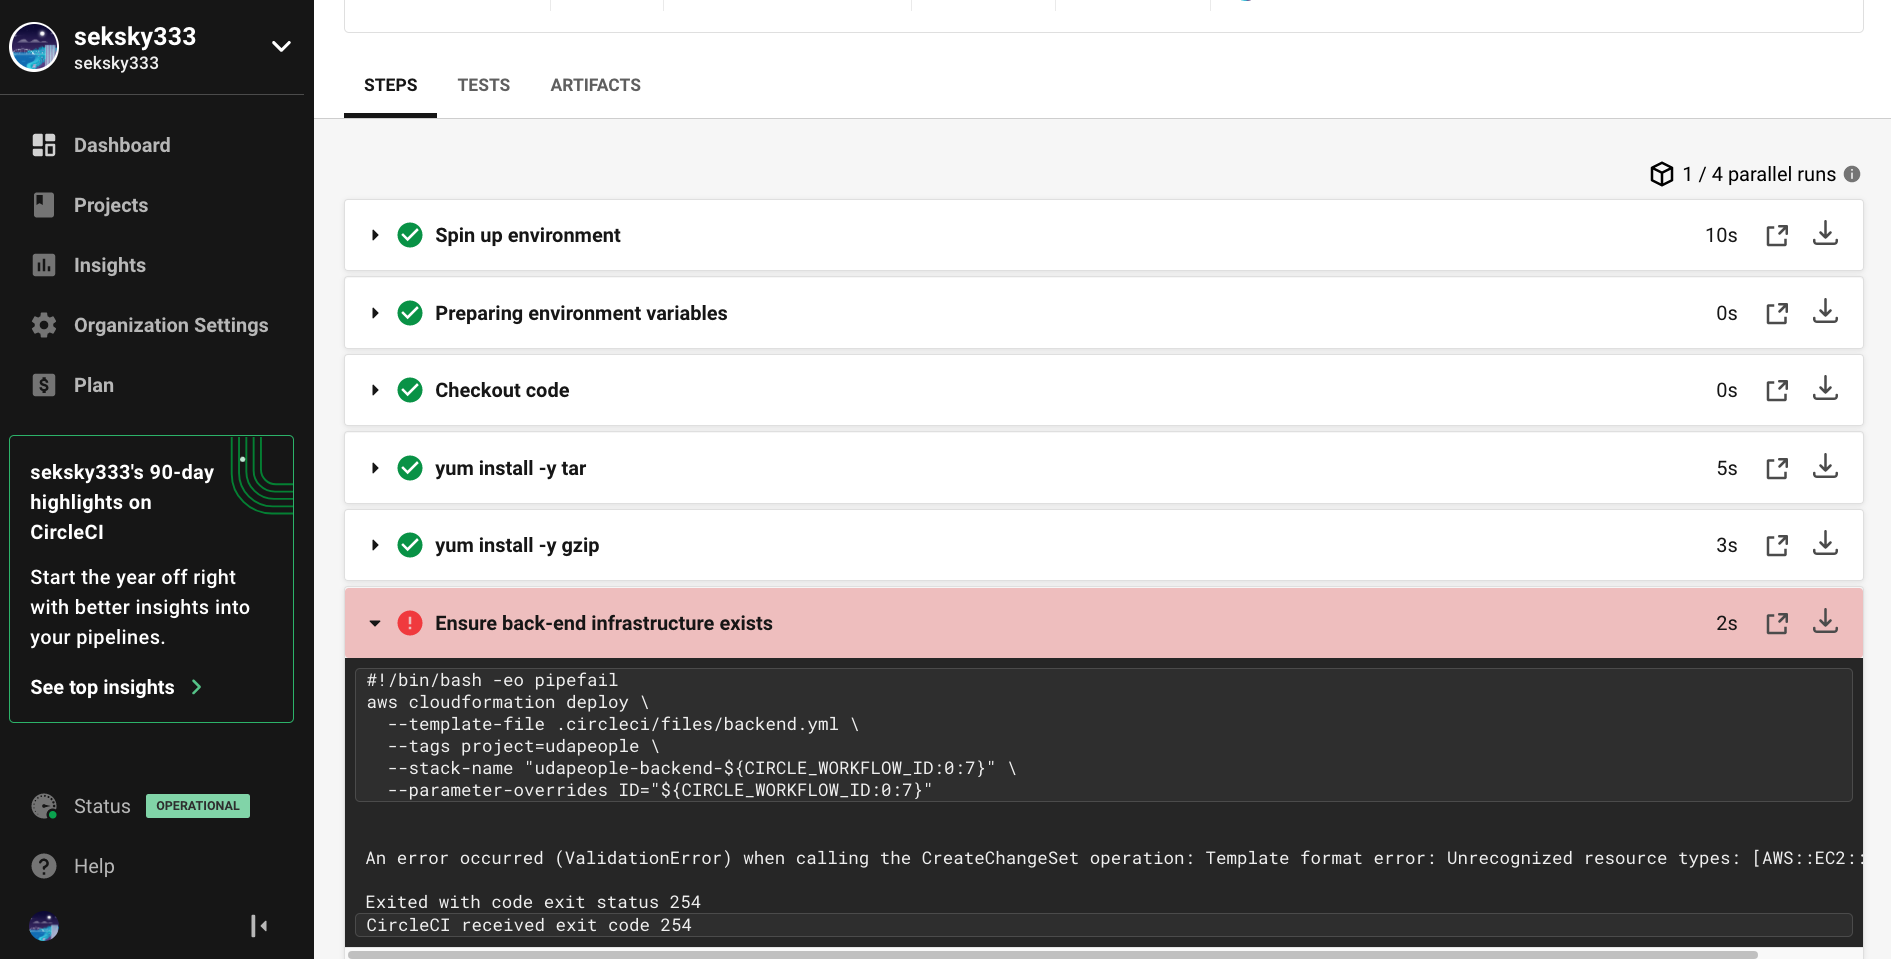 seksky333
seksky333
Dashboard
Projects
Insights
Organization Settings
Plan
seksky333's 90-day
highlights on
CircleCI
Start the year off right
with better insights into
your pipelines.
See top insights
Status OPERATIONAL
Help
STEPS TESTS ARTIFACTS
1 / 4 parallel runs
Spin up environment 10s
Preparing environment variables 0s
Checkout code 0s
yum install -y tar 5s
yum install -y gzip 3s
Ensure back-end infrastructure exists 2s
#!/bin/bash -eo pipefail
aws cloudformation deploy \
--template-file .circleci/files/backend.yml \
--tags project=udapeople \
--stack-name "udapeople-backend-${CIRCLE_WORKFLOW_ID:0:7}" \
--parameter-overrides ID="${CIRCLE_WORKFLOW_ID:0:7}"
An error occurred (ValidationError) when calling the CreateChangeSet operation: Template format error: Unrecognized resource types: [AWS::EC2::
Exited with code exit status 254
CircleCI received exit code 254